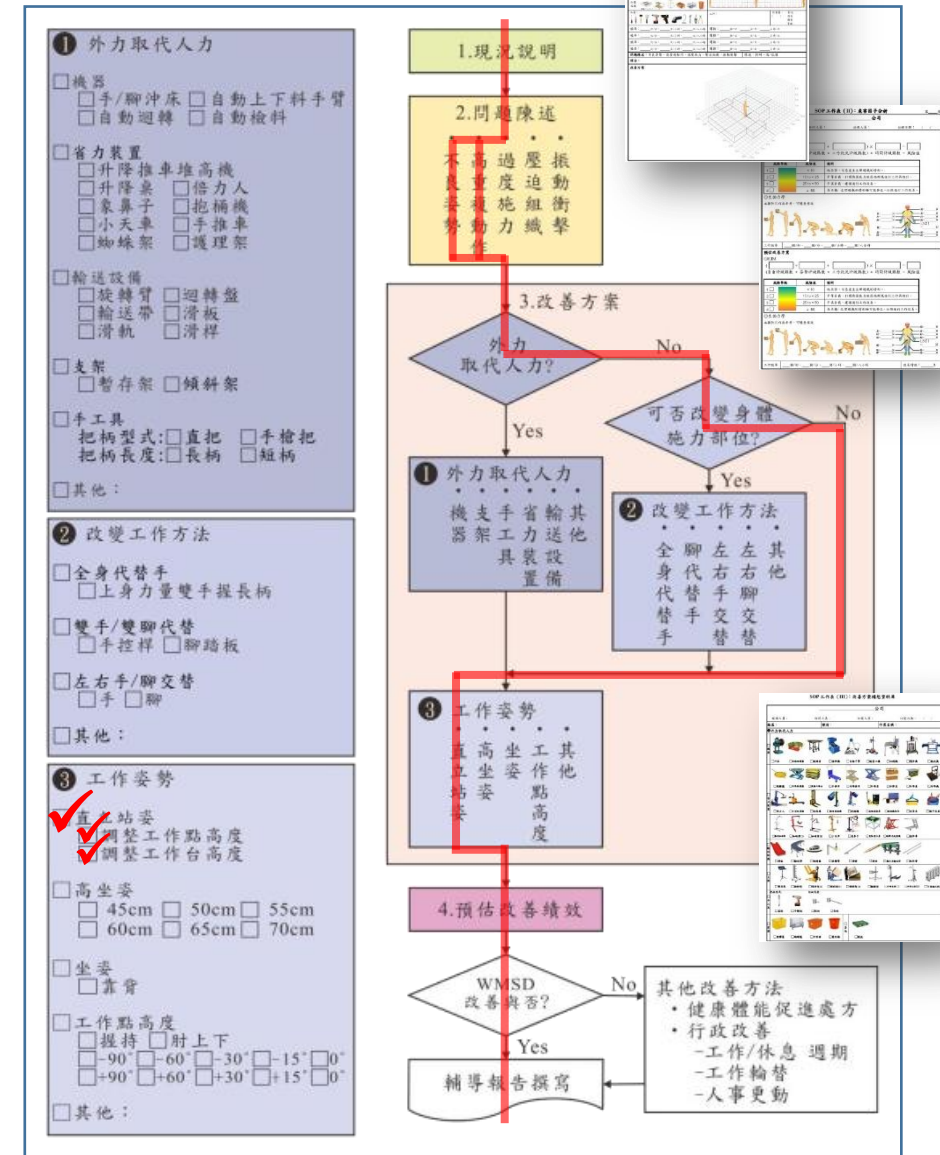 ❶ 外力取代人力
□機器
□手/腳沖床 □自動上下料手臂
□自動迴轉 □自動檢料
□省力裝置
□升降推車堆高機
□升降桌 □倍力人
□象鼻子 □抱桶機
□小天車 □手推車
□蜘蛛架 □護理架
□輸送設備
□旋轉臂 □迴轉盤
□輸送帶 □滑板
□滑軌 □滑桿
□支架
□暫存架 □傾斜架
□手工具
把柄型式:□直把 □手槍把
把柄長度:□長柄 □短柄
□其他：
❷ 改變工作方法
□全身代替手
□上身力量雙手握長柄
□雙手/雙腳代替
□手控桿 □腳踏板
□左右手/腳交替
□手 □腳
□其他：
❸ 工作姿勢
直立站姿
調整工作點高度
調整工作台高度
□高坐姿
□ 45cm □ 50cm □ 55cm
□ 60cm □ 65cm □ 70cm
□坐姿
□靠背
□工作點高度
□握持 □肘上下
□-90°□-60°□-30°□-15°□0°
□+90°□+60°□+30°□+15°□0°
□其他：
1.現況說明
2.問題陳述
不良姿勢
高重複動作
過度施力
壓迫組織
振動衝擊
3.改善方案
外力
取代人力?
No
Yes
可否改變身體
施力部位?
No
Yes
❶ 外力取代人力
機器
支架
手工具
省力裝置
輸送設備
其他
❷ 改變工作方法
全身代替手
腳代替手
左右手交替
左右腳交替
其他
❸ 工作姿勢
直立站姿
高坐姿
坐姿
工作點高度
其他
4.預估改善績效
WMSD
改善與否?
No
Yes
輔導報告撰寫
其他改善方法
・健康體能促進處方
・行政改善
-工作/休息 週期
-工作輪替
-人事更動
公司
公司